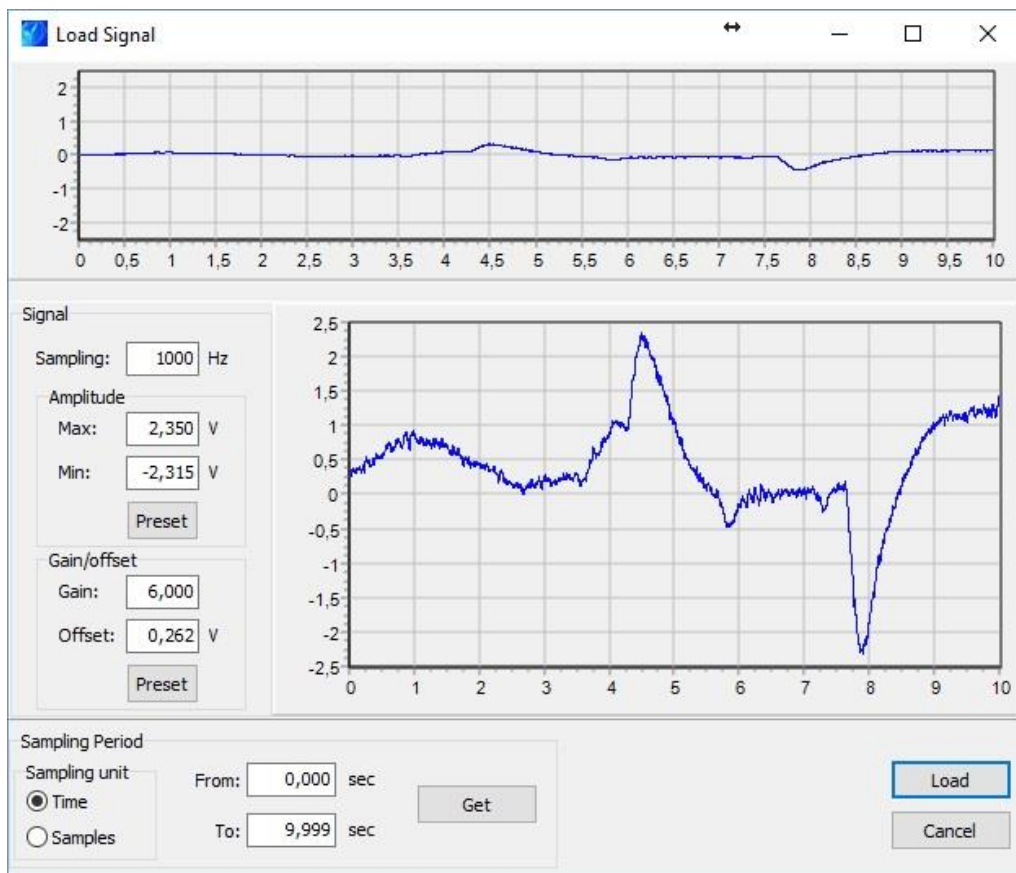 Load Signal
2
1
0
-1
-2
0 0,5 1 1,5 2 2,5 3 3,5 4 4,5 5 5,5 6 6,5 7 7,5 8 8,5 9 9,5 10
Signal
Sampling: 1000 Hz
Amplitude
Max: 2,350 V
Min: -2,315 V
Preset
Gain/offset
Gain: 6,000
Offset: 0,262 V
Preset
2,5
2
1,5
1
0,5
0
-0,5
-1
-1,5
-2
-2,5
0 1 2 3 4 5 6 7 8 9 10
Sampling Period
Sampling unit
Time
Samples
From: 0,000 sec
To: 9,999 sec
Get
Load
Cancel